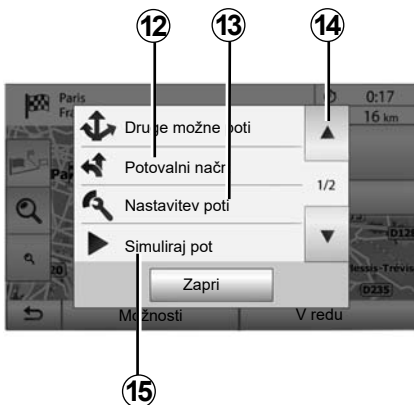 12 13 14
Paris 0:17
Fra 16 km
Druge možne poti
Potovalni načr
1/2
Nastavitev poti
Simuliraj pot
Zapri
Možnosti V redu
D235
15